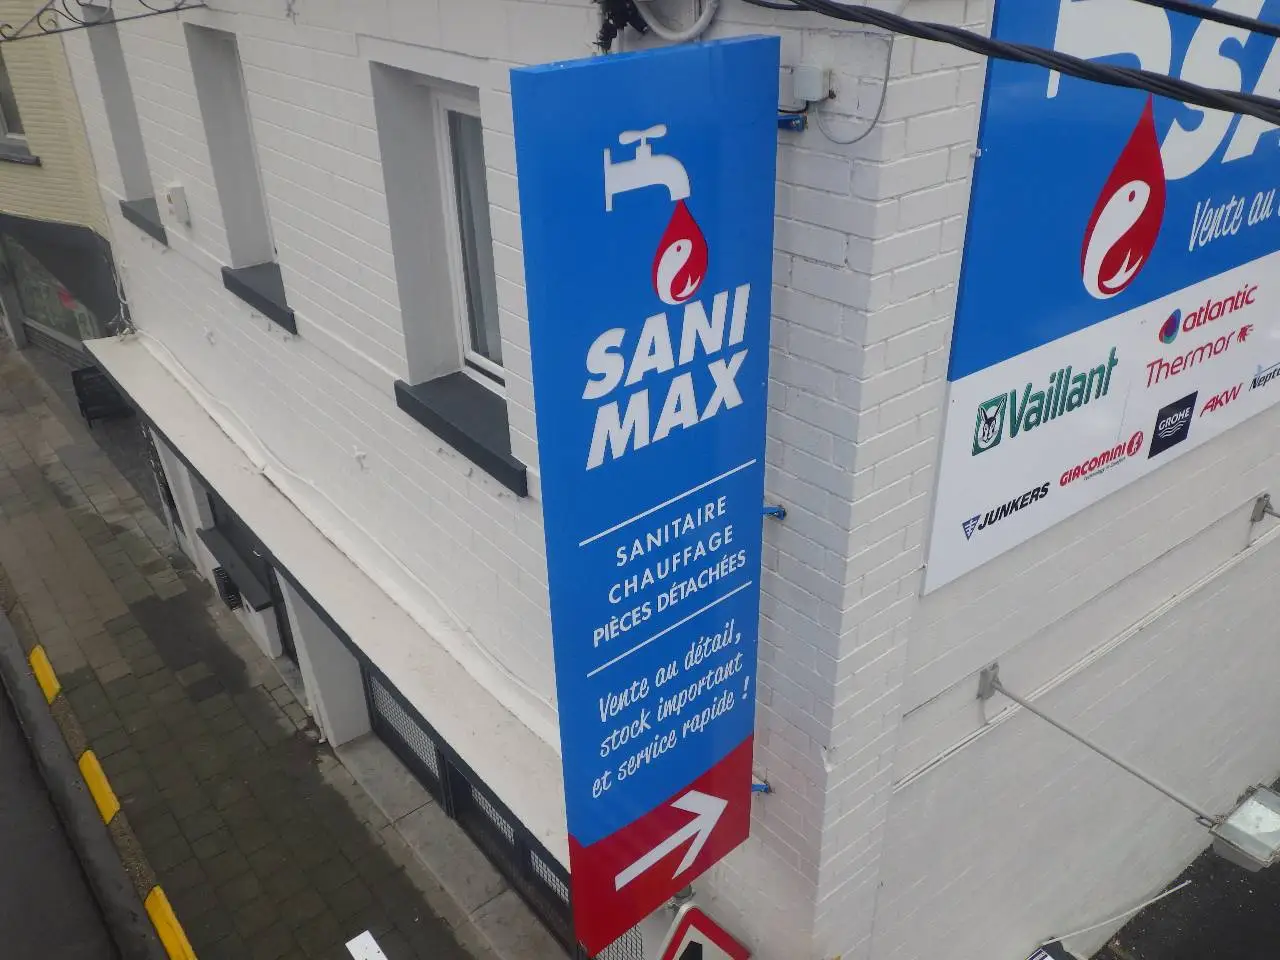 SANI
MAX
SANITAIRE
CHAUFFAGE
PIÈCES DÉTACHÉES
Vente au détail,
stock important
et service rapide !
Vente au
atlantic
Vaillant
Thermor
GROHE
AKW
GIACOMINI
JUNKERS